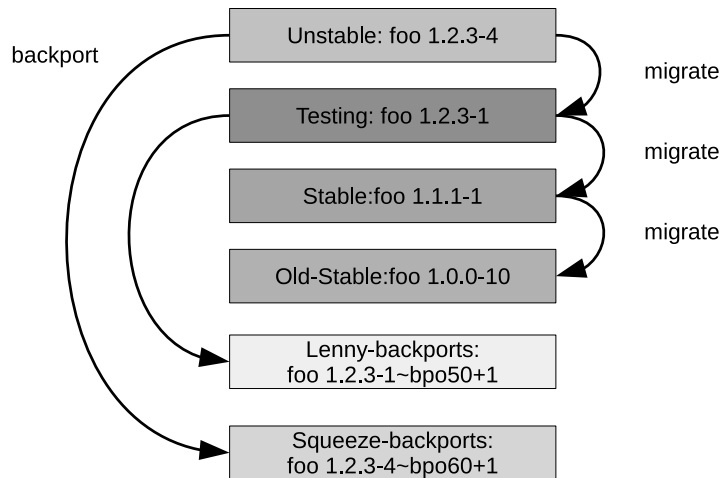 Unstable: foo 1.2.3-4
backport
migrate
Testing: foo 1.2.3-1
migrate
Stable:foo 1.1.1-1
migrate
Old-Stable:foo 1.0.0-10
Lenny-backports:
foo 1.2.3-1~bpo50+1
Squeeze-backports:
foo 1.2.3-4~bpo60+1